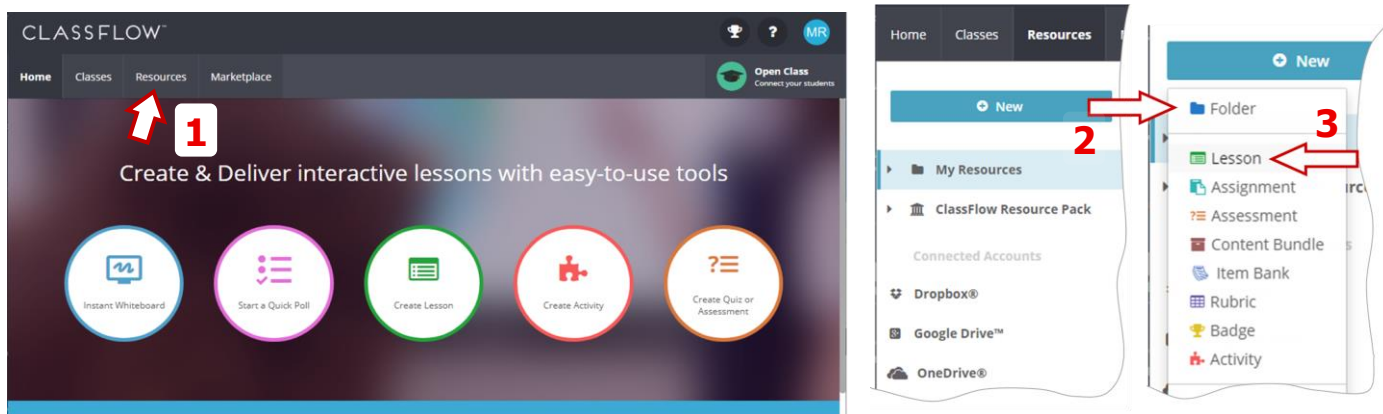 CLASSFLOW™
? MR
Home Classes Resources Marketplace
Open Class
Connect your students
1
Create & Deliver interactive lessons with easy-to-use tools
Instant Whiteboard
Start a Quick Poll
Create Lesson
Create Activity
?
Create Quiz or
Assessment
Home Classes Resources
New
2
My Resources
ClassFlow Resource Pack
Connected Accounts
Dropbox®
Google Drive™
OneDrive®
New
Folder
3
Lesson
Assignment
? Assessment
Content Bundle
Item Bank
Rubric
Badge
Activity